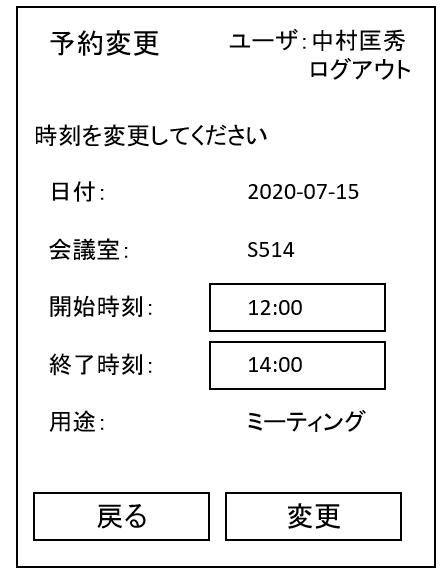 予約変更
ユーザ:中村匡秀
ログアウト
時刻を変更してください
日付: 2020-07-15
会議室: S514
開始時刻: 12:00
終了時刻: 14:00
用途: ミーティング
戻る 変更